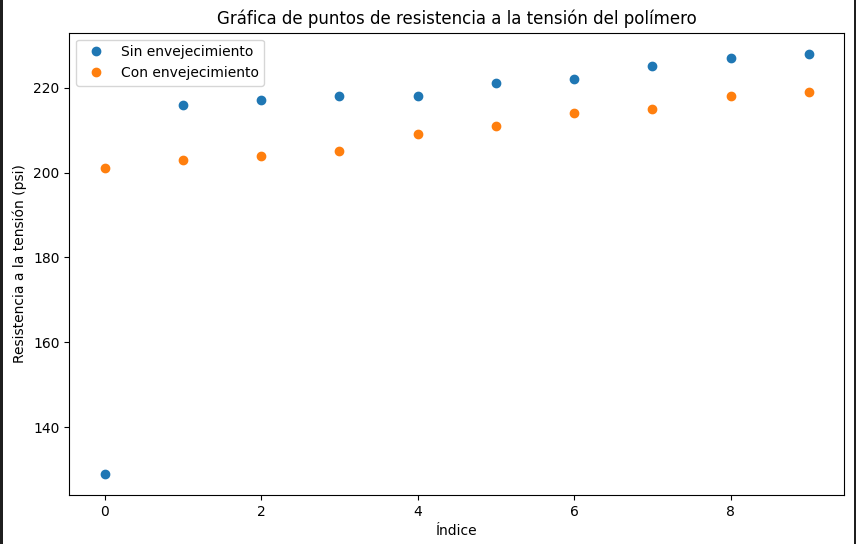 Gráfica de puntos de resistencia a la tensión del polímero
Sin envejecimiento
Con envejecimiento
220
200
180
160
140
Resistencia a la tensión (psi)
0 2 4 6 8
Índice